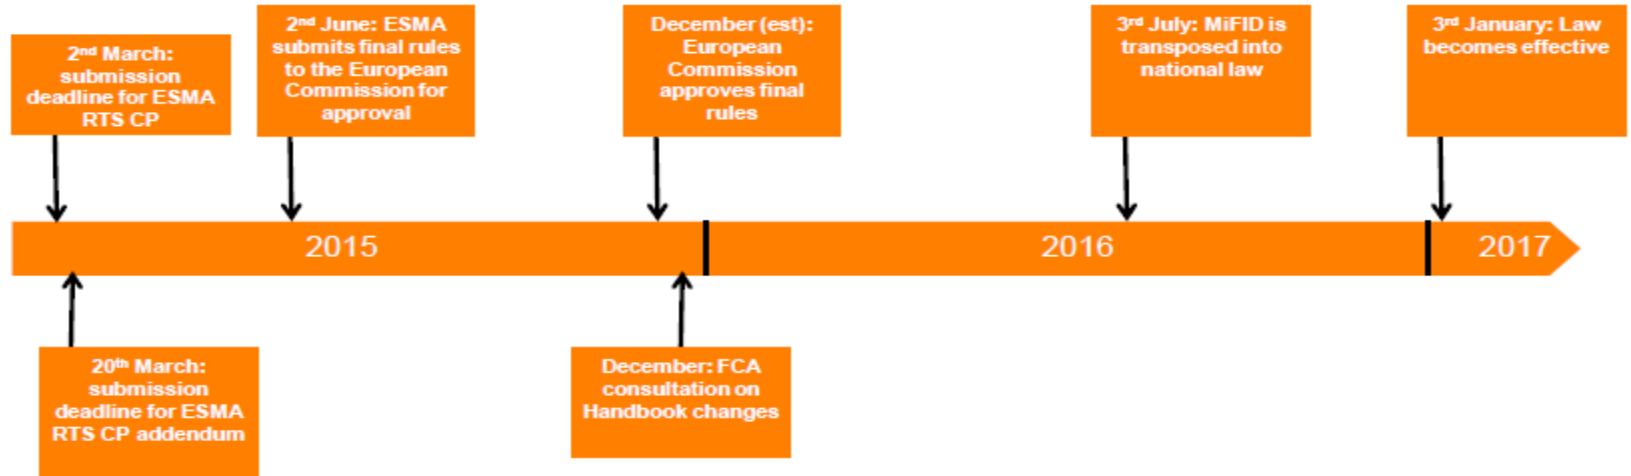 2nd March:
submission
deadline for ESMA
RTS CP
2nd June: ESMA
submits final rules
to the European
Commission for
approval
December (est):
European
Commission
approves final
rules
3rd July: MiFID is
transposed into
national law
3rd January: Law
becomes effective
2015
2016
2017
20th March:
submission
deadline for ESMA
RTS CP addendum
December: FCA
consultation on
Handbook changes